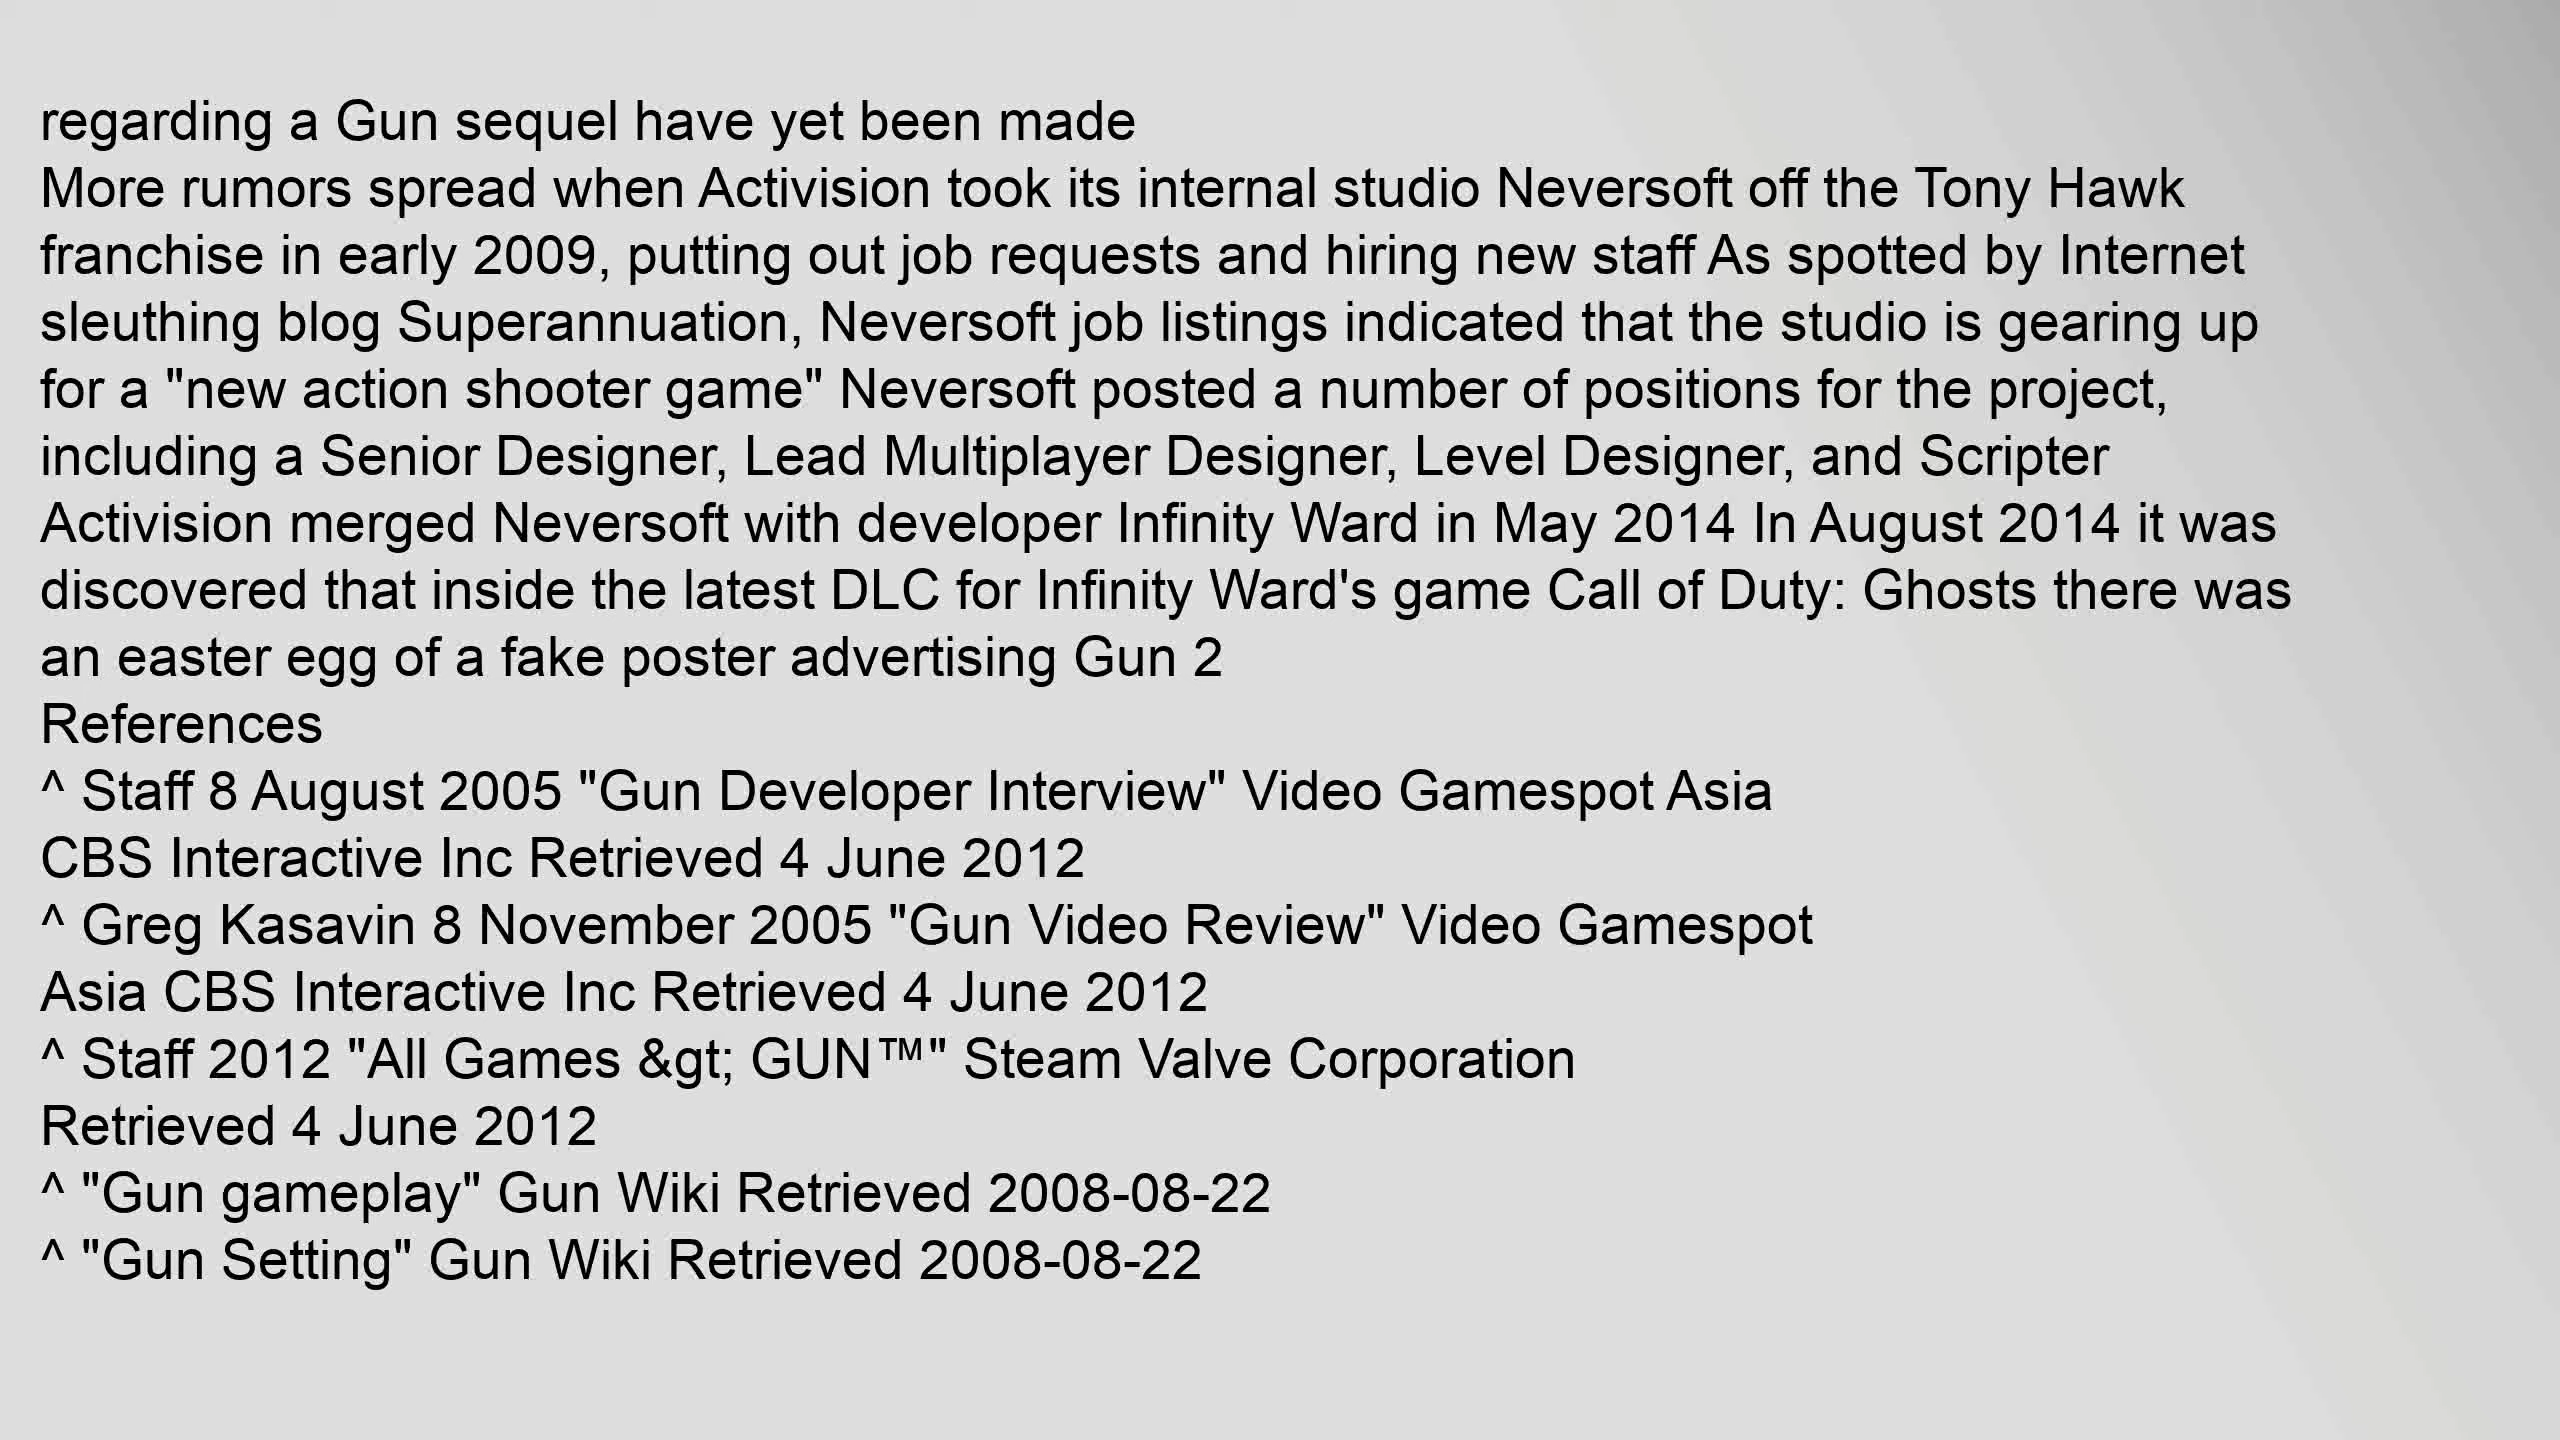 regarding a Gun sequel have yet been made
More rumors spread when Activision took its internal studio Neversoft off the Tony Hawk
franchise in early 2009, putting out job requests and hiring new staff As spotted by Internet
sleuthing blog Superannuation, Neversoft job listings indicated that the studio is gearing up
for a "new action shooter game" Neversoft posted a number of positions for the project,
including a Senior Designer, Lead Multiplayer Designer, Level Designer, and Scripter
Activision merged Neversoft with developer Infinity Ward in May 2014 In August 2014 it was
discovered that inside the latest DLC for Infinity Ward's game Call of Duty: Ghosts there was
an easter egg of a fake poster advertising Gun 2
References
^ Staff 8 August 2005 "Gun Developer Interview" Video Gamespot Asia
CBS Interactive Inc Retrieved 4 June 2012
^ Greg Kasavin 8 November 2005 "Gun Video Review" Video Gamespot
Asia CBS Interactive Inc Retrieved 4 June 2012
^ Staff 2012 "All Games &gt; GUN™" Steam Valve Corporation
Retrieved 4 June 2012
^ "Gun gameplay" Gun Wiki Retrieved 2008-08-22
^ "Gun Setting" Gun Wiki Retrieved 2008-08-22